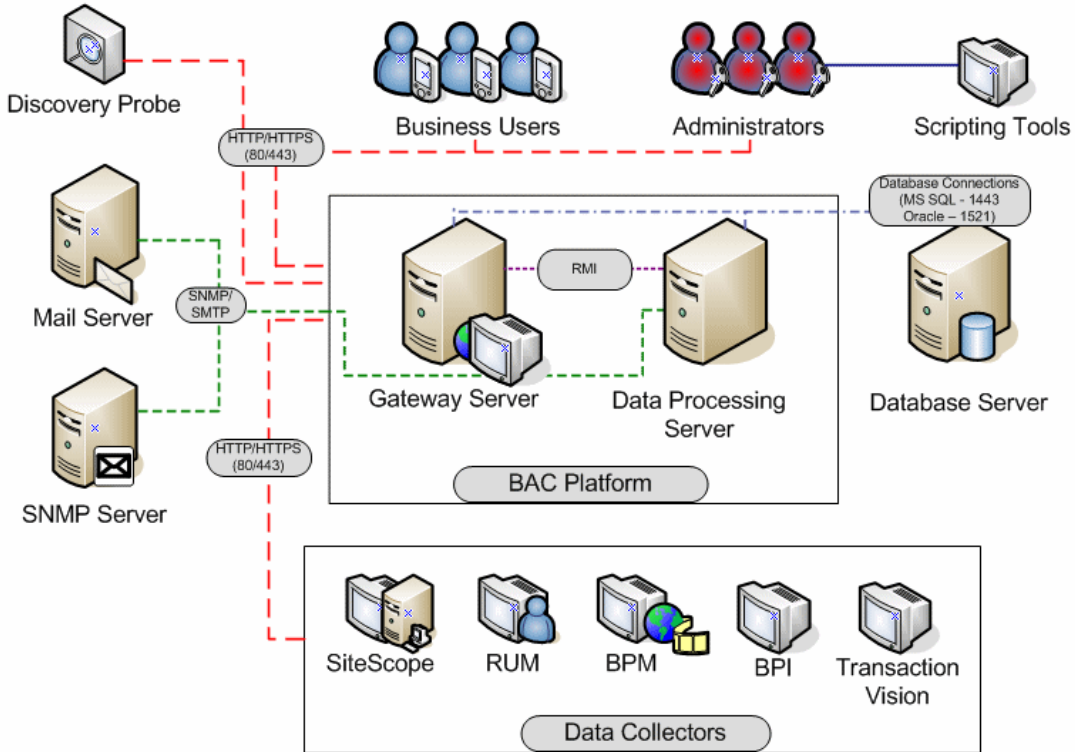 Discovery Probe
Business Users
Administrators
Scripting Tools
HTTP/HTTPS
(80/443)
Database Connections
(MS SQL - 1443
Oracle – 1521)
RMI
Mail Server
SNMP/
SMTP
Gateway Server
Data Processing
Server
Database Server
HTTP/HTTPS
(80/443)
BAC Platform
SNMP Server
SiteScope
RUM
BPM
BPI
Transaction
Vision
Data Collectors